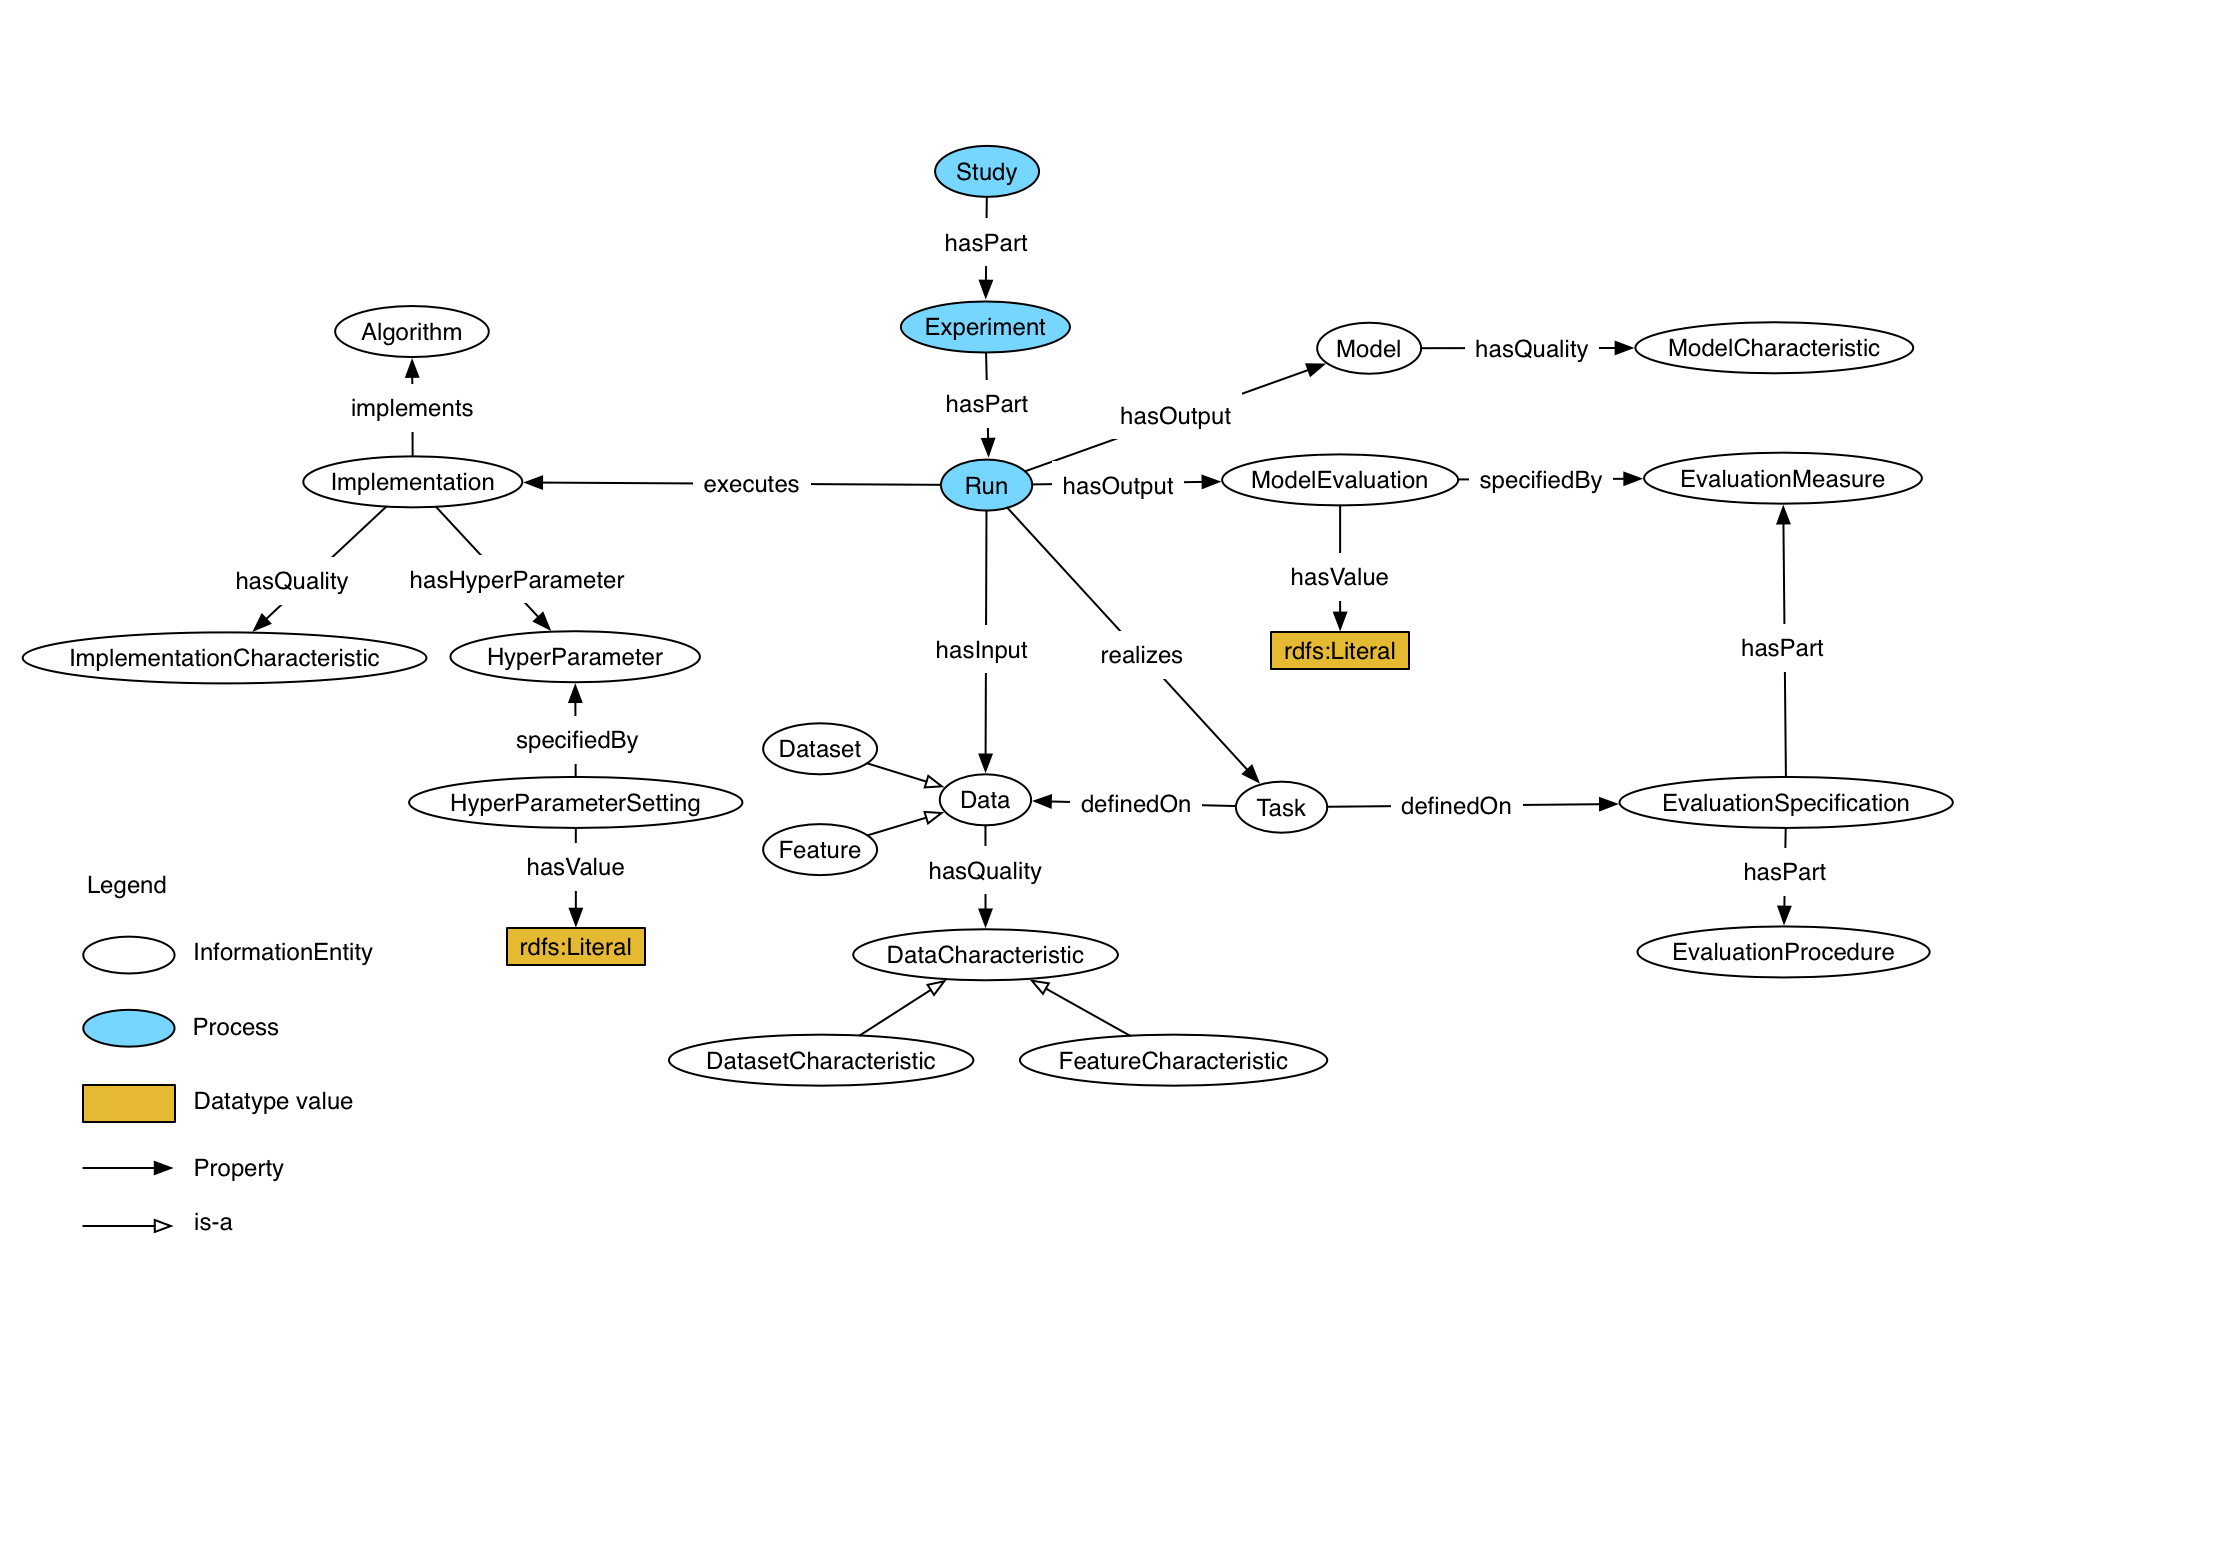 Study
hasPart
Experiment
Algorithm
Model
hasQuality
ModelCharacteristic
implements
hasPart
hasOutput
Implementation
executes
Run
hasOutput
ModelEvaluation
specifiedBy
EvaluationMeasure
hasQuality
hasHyperParameter
hasValue
ImplementationCharacteristic
HyperParameter
hasInput
realizes
rdfs:Literal
hasPart
specifiedBy
Dataset
HyperParameterSetting
Data
definedOn
Task
definedOn
EvaluationSpecification
Feature
hasValue
hasQuality
hasPart
Legend
InformationEntity
rdfs:Literal
DataCharacteristic
EvaluationProcedure
Process
DatasetCharacteristic
FeatureCharacteristic
Datatype value
Property
is-a